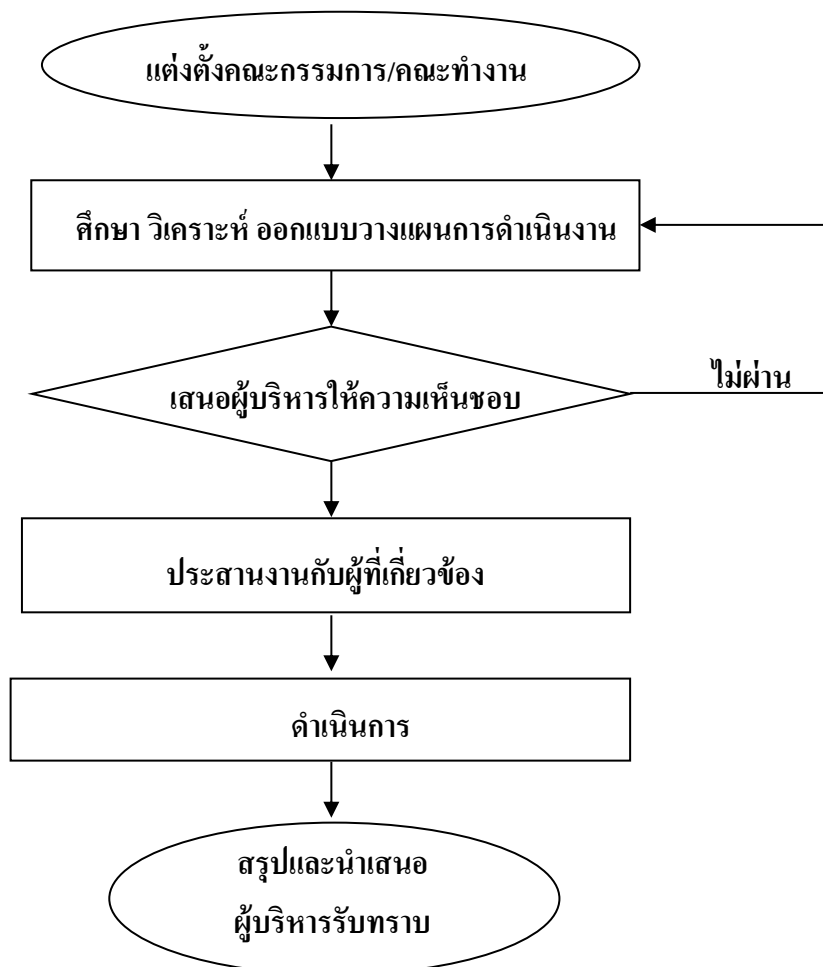 แต่งตั้งคณะกรรมการ/คณะทำงาน
ศึกษา วิเคราะห์ ออกแบบวางแผนการดำเนินงาน
ไม่ผ่าน
เสนอผู้บริหารให้ความเห็นชอบ
ประสานงานกับผู้ที่เกี่ยวข้อง
ดำเนินการ
สรุปและนำเสนอ
ผู้บริหารรับทราบ